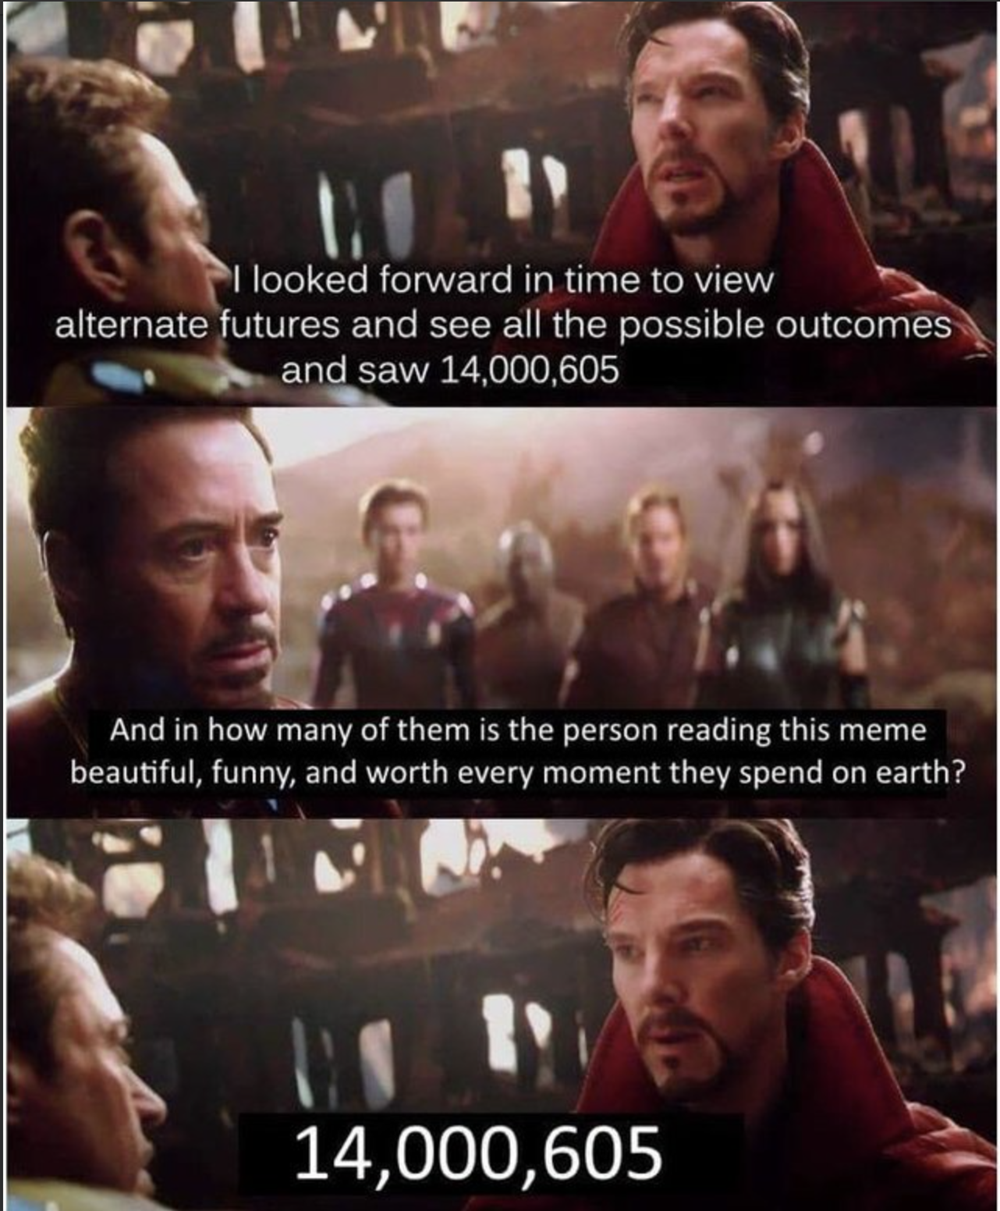 I looked forward in time to view
alternate futures and see all the possible outcomes
and saw 14,000,605
And in how many of them is the person reading this meme
beautiful, funny, and worth every moment they spend on earth?
14,000,605